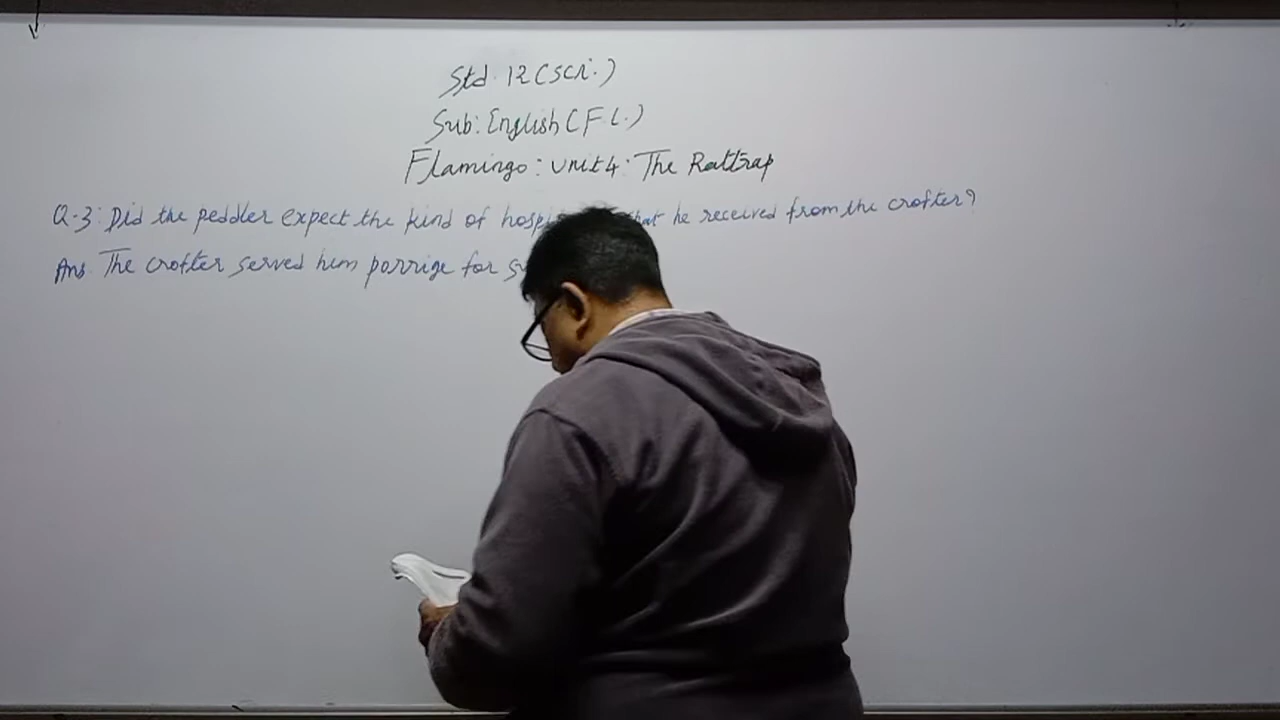 Std. 12 (Sci.)
Sub: English (F.L.)
Flamingo: Unit 4: The Rattrap
Q-3: Did the peddler expect the kind of that he received from the crofter?
Ans. The crofter served him porrige for